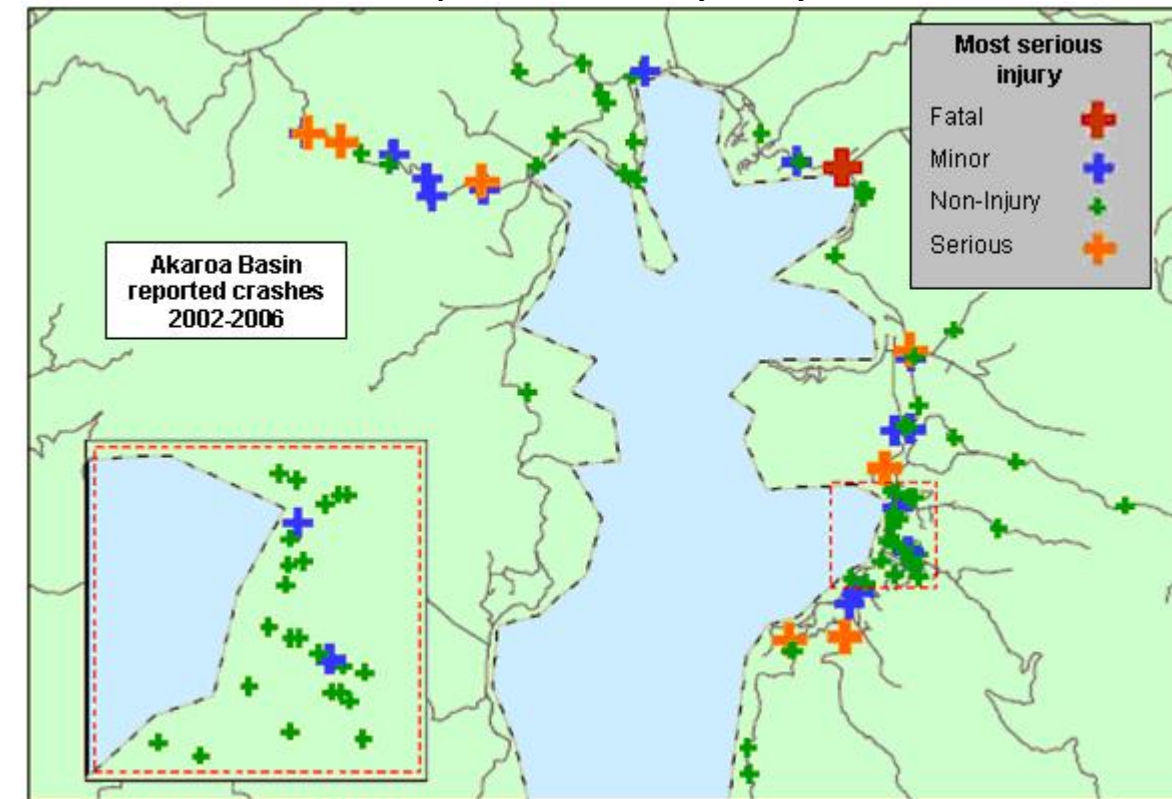 Most serious
injury
Fatal
Minor
Non-Injury
Serious
Akaroa Basin
reported crashes
2002-2006